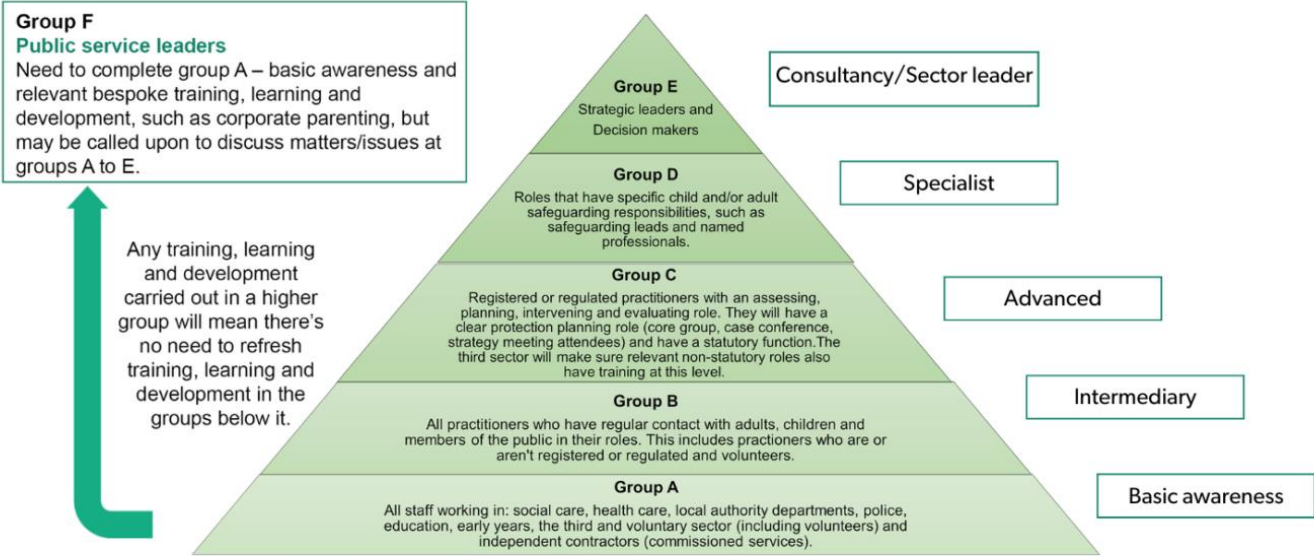 Group F
Public service leaders
Need to complete group A – basic awareness and
relevant bespoke training, learning and
development, such as corporate parenting, but
may be called upon to discuss matters/issues at
groups A to E.
Any training, learning
and development
carried out in a higher
group will mean there's
no need to refresh
training, learning and
development in the
groups below it.
Group E
Strategic leaders and
Decision makers
Consultancy/Sector leader
Group D
Roles that have specific child and/or adult
safeguarding responsibilities, such as
safeguarding leads and named
professionals.
Specialist
Group C
Registered or regulated practitioners with an assessing,
planning, intervening and evaluating role. They will have a
clear protection planning role (core group, case conference,
strategy meeting attendees) and have a statutory function.The
third sector will make sure relevant non-statutory roles also
have training at this level.
Advanced
Group B
All practitioners who have regular contact with adults, children and
members of the public in their roles. This includes practioners who are or
aren't registered or regulated and volunteers.
Intermediary
Group A
All staff working in: social care, health care, local authority departments, police,
education, early years, the third and voluntary sector (including volunteers) and
independent contractors (commissioned services).
Basic awareness